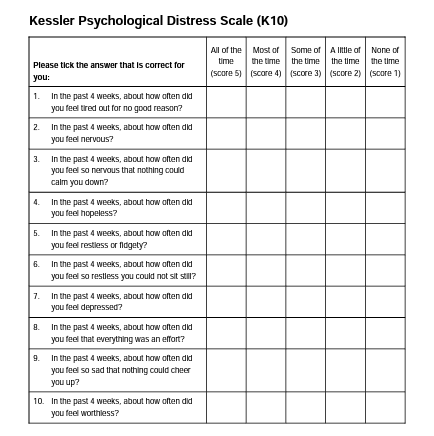 Kessler Psychological Distress Scale (K10)
Please tick the answer that is correct for
you:
All of the
time
(score 5)
Most of
the time
(score 4)
Some of
the time
(score 3)
A little of
the time
(score 2)
None of
the time
(score 1)
1. In the past 4 weeks, about how often did
you feel tired out for no good reason?
2. In the past 4 weeks, about how often did
you feel nervous?
3. In the past 4 weeks, about how often did
you feel so nervous that nothing could
calm you down?
4. In the past 4 weeks, about how often did
you feel hopeless?
5. In the past 4 weeks, about how often did
you feel restless or fidgety?
6. In the past 4 weeks, about how often did
you feel so restless you could not sit still?
7. In the past 4 weeks, about how often did
you feel depressed?
8. In the past 4 weeks, about how often did
you feel that everything was an effort?
9. In the past 4 weeks, about how often did
you feel so sad that nothing could cheer
you up?
10. In the past 4 weeks, about how often did
you feel worthless?